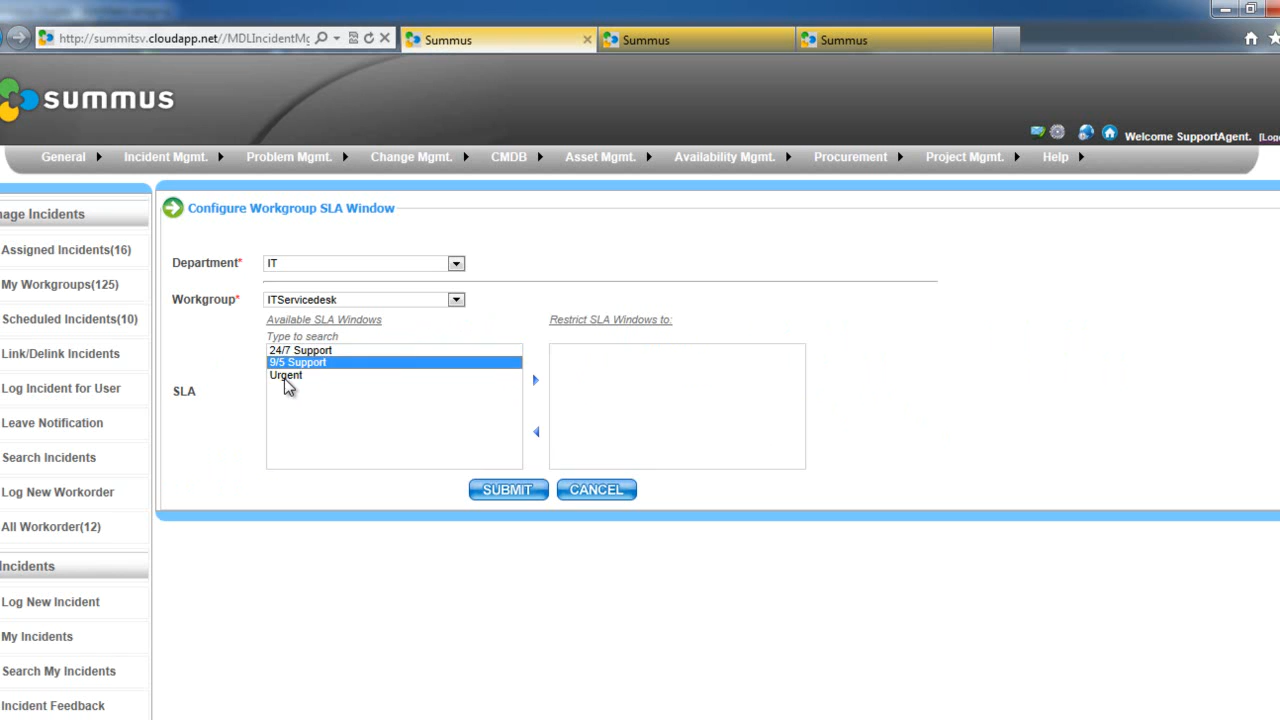 http://summitsv.cloudapp.net//MDLIncidentMg
Summus
Summus
Summus
summus
Welcome SupportAgent. [Log
General
Incident Mgmt.
Problem Mgmt.
Change Mgmt.
CMDB
Asset Mgmt.
Availability Mgmt.
Procurement
Project Mgmt.
Help
nage Incidents
Assigned Incidents(16)
My Workgroups(125)
Scheduled Incidents(10)
Link/Delink Incidents
Log Incident for User
Leave Notification
Search Incidents
Log New Workorder
All Workorder(12)
Incidents
Log New Incident
My Incidents
Search My Incidents
Incident Feedback
Configure Workgroup SLA Window
Department* IT
Workgroup* ITServicedesk
Available SLA Windows
Restrict SLA Windows to:
Type to search
24/7 Support
9/5 Support
Urgent
SLA
SUBMIT
CANCEL